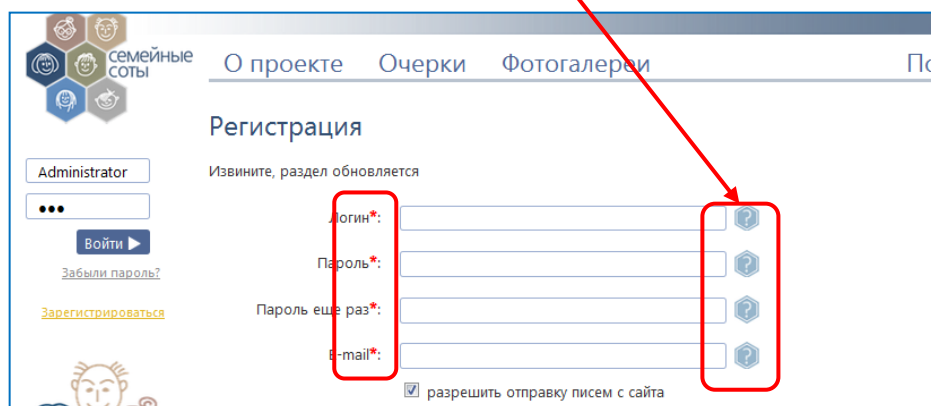 семейные
соты
О проекте Очерки Фотогалереи
Регистрация
Извините, раздел обновляется
Administrator
•••
Войти
Забыли пароль?
Зарегистрироваться
Логин*: ?
Пароль*: ?
Пароль еще раз*: ?
E-mail*: ?
разрешить отправку писем с сайта